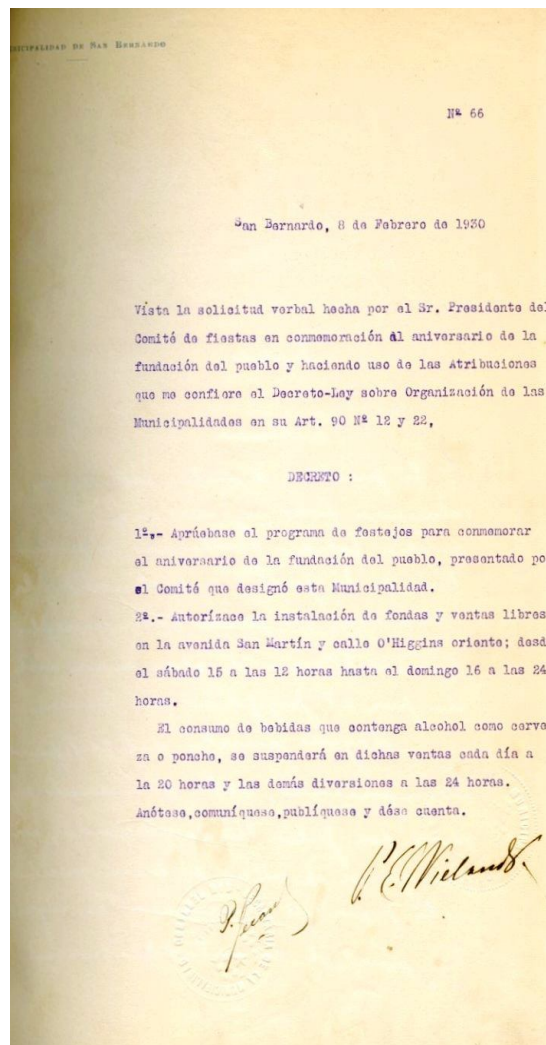 NICIPALIDAD DE SAN BERNARDO
Nº 66
San Bernardo, 8 de Febrero de 1930
Vista la solicitud verbal hecha por el Sr. Presidente del
Comité de fiestas en conmemoración dl aniversario de la
fundación del pueblo y haciendo uso de las Atribuciones
que me confiere el Decreto-Ley sobre Organización de las
Municipalidades en su Art. 90 Nº 12 y 22,
DECRETO :
1º,- Apruébase el programa de festejos para conmemorar
el aniversario de la fundación del pueblo, presentado po
el Comité que designó esta Municipalidad.
2º.- Autorízace la instalación de fondas y ventas libres
en la avenida San Martín y calle O'Higgins oriente; desd
el sábado 15 a las 12 horas hasta el domingo 16 a las 24
horas.
El consumo de bebidas que contenga alcohol como cerve
za o ponche, se suspenderá en dichas ventas cada día a
la 20 horas y las demás diversiones a las 24 horas.
Anótese,comuníquese,publíquese y dése cuenta.